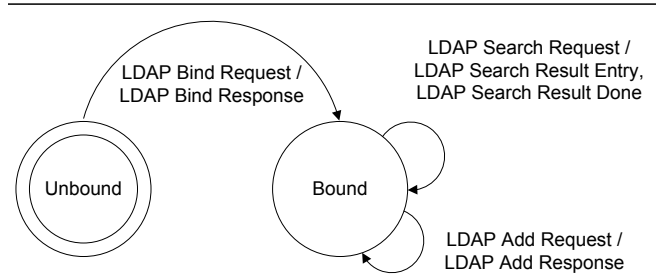 LDAP Bind Request /
LDAP Bind Response
LDAP Search Request /
LDAP Search Result Entry,
LDAP Search Result Done
Unbound
Bound
LDAP Add Request /
LDAP Add Response